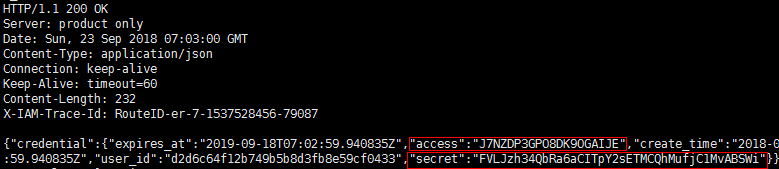 HTTP/1.1 200 OK
Server: product only
Date: Sun, 23 Sep 2018 07:03:00 GMT
Content-Type: application/json
Connection: keep-alive
Keep-Alive: timeout=60
Content-Length: 232
X-IAM-Trace-Id: RouteID-er-7-1537528456-79087
{"credential":{"expires_at":"2019-09-18T07:02:59.940835Z","access":"J7NZDP3GPO8DK9OGAIJE","create_time":"2018-0
:59.940835Z","user_id":"d2d6c64f12b749b5b8d3fb8e59cf0433","secret":"FVLJzh34QbRa6aCITpY2sETMCQhMufjC1MvABSWi"}}